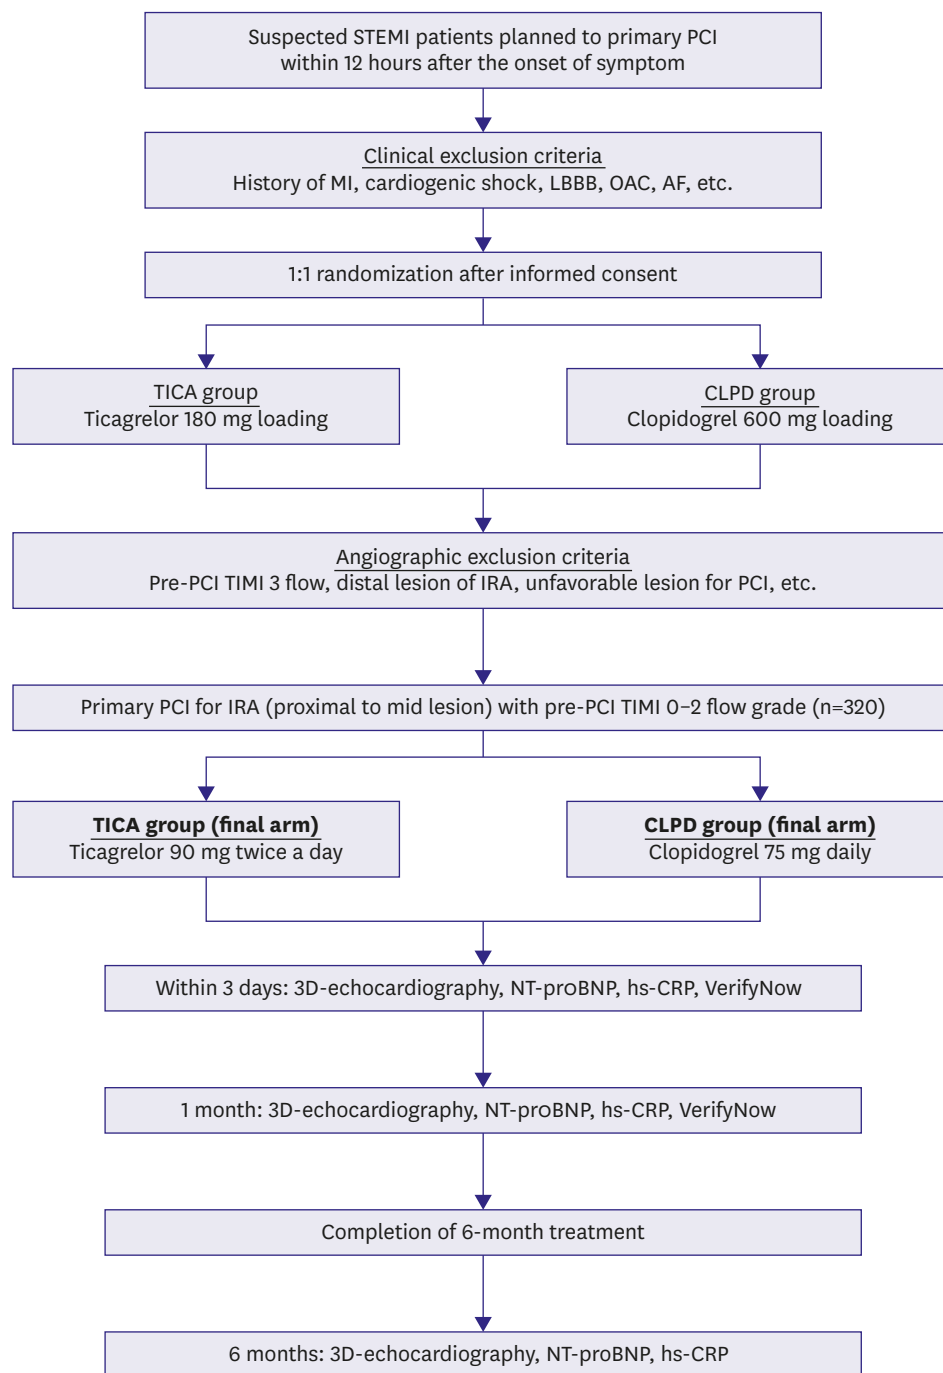 Suspected STEMI patients planned to primary PCI
within 12 hours after the onset of symptom
Clinical exclusion criteria
History of MI, cardiogenic shock, LBBB, OAC, AF, etc.
1:1 randomization after informed consent
TICA group
Ticagrelor 180 mg loading
CLPD group
Clopidogrel 600 mg loading
Angiographic exclusion criteria
Pre-PCI TIMI 3 flow, distal lesion of IRA, unfavorable lesion for PCI, etc.
Primary PCI for IRA (proximal to mid lesion) with pre-PCI TIMI 0–2 flow grade (n=320)
TICA group (final arm)
Ticagrelor 90 mg twice a day
CLPD group (final arm)
Clopidogrel 75 mg daily
Within 3 days: 3D-echocardiography, NT-proBNP, hs-CRP, VerifyNow
1 month: 3D-echocardiography, NT-proBNP, hs-CRP, VerifyNow
Completion of 6-month treatment
6 months: 3D-echocardiography, NT-proBNP, hs-CRP